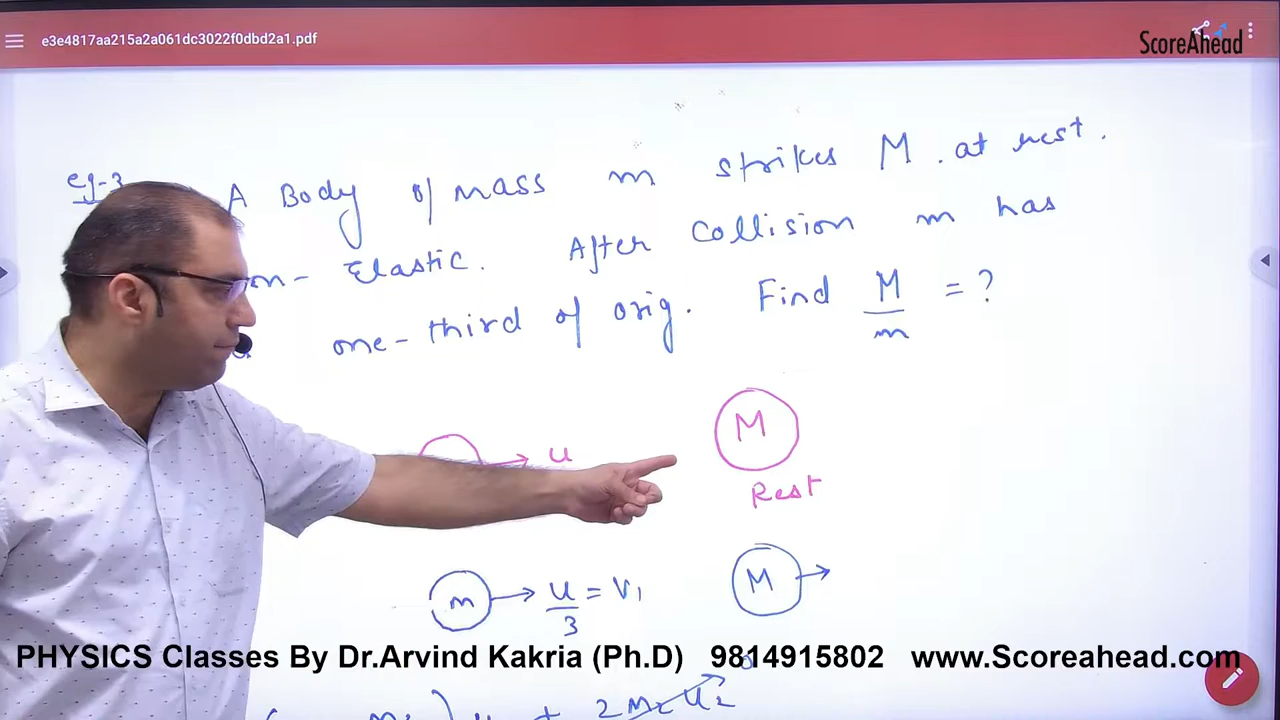 e3e4817aa215a2a061dc3022f0dbd2a1.pdf
ScoreAhead
eg-3 A Body of mass m strikes M . at rest .
Elastic. After Collision m has
one-third of orig. Find M/m = ?
u
M
Rest
m u/3 = V1
M
PHYSICS Classes By Dr.Arvind Kakria (Ph.D) 9814915802 www.Scoreahead.com
+ 2M2U2